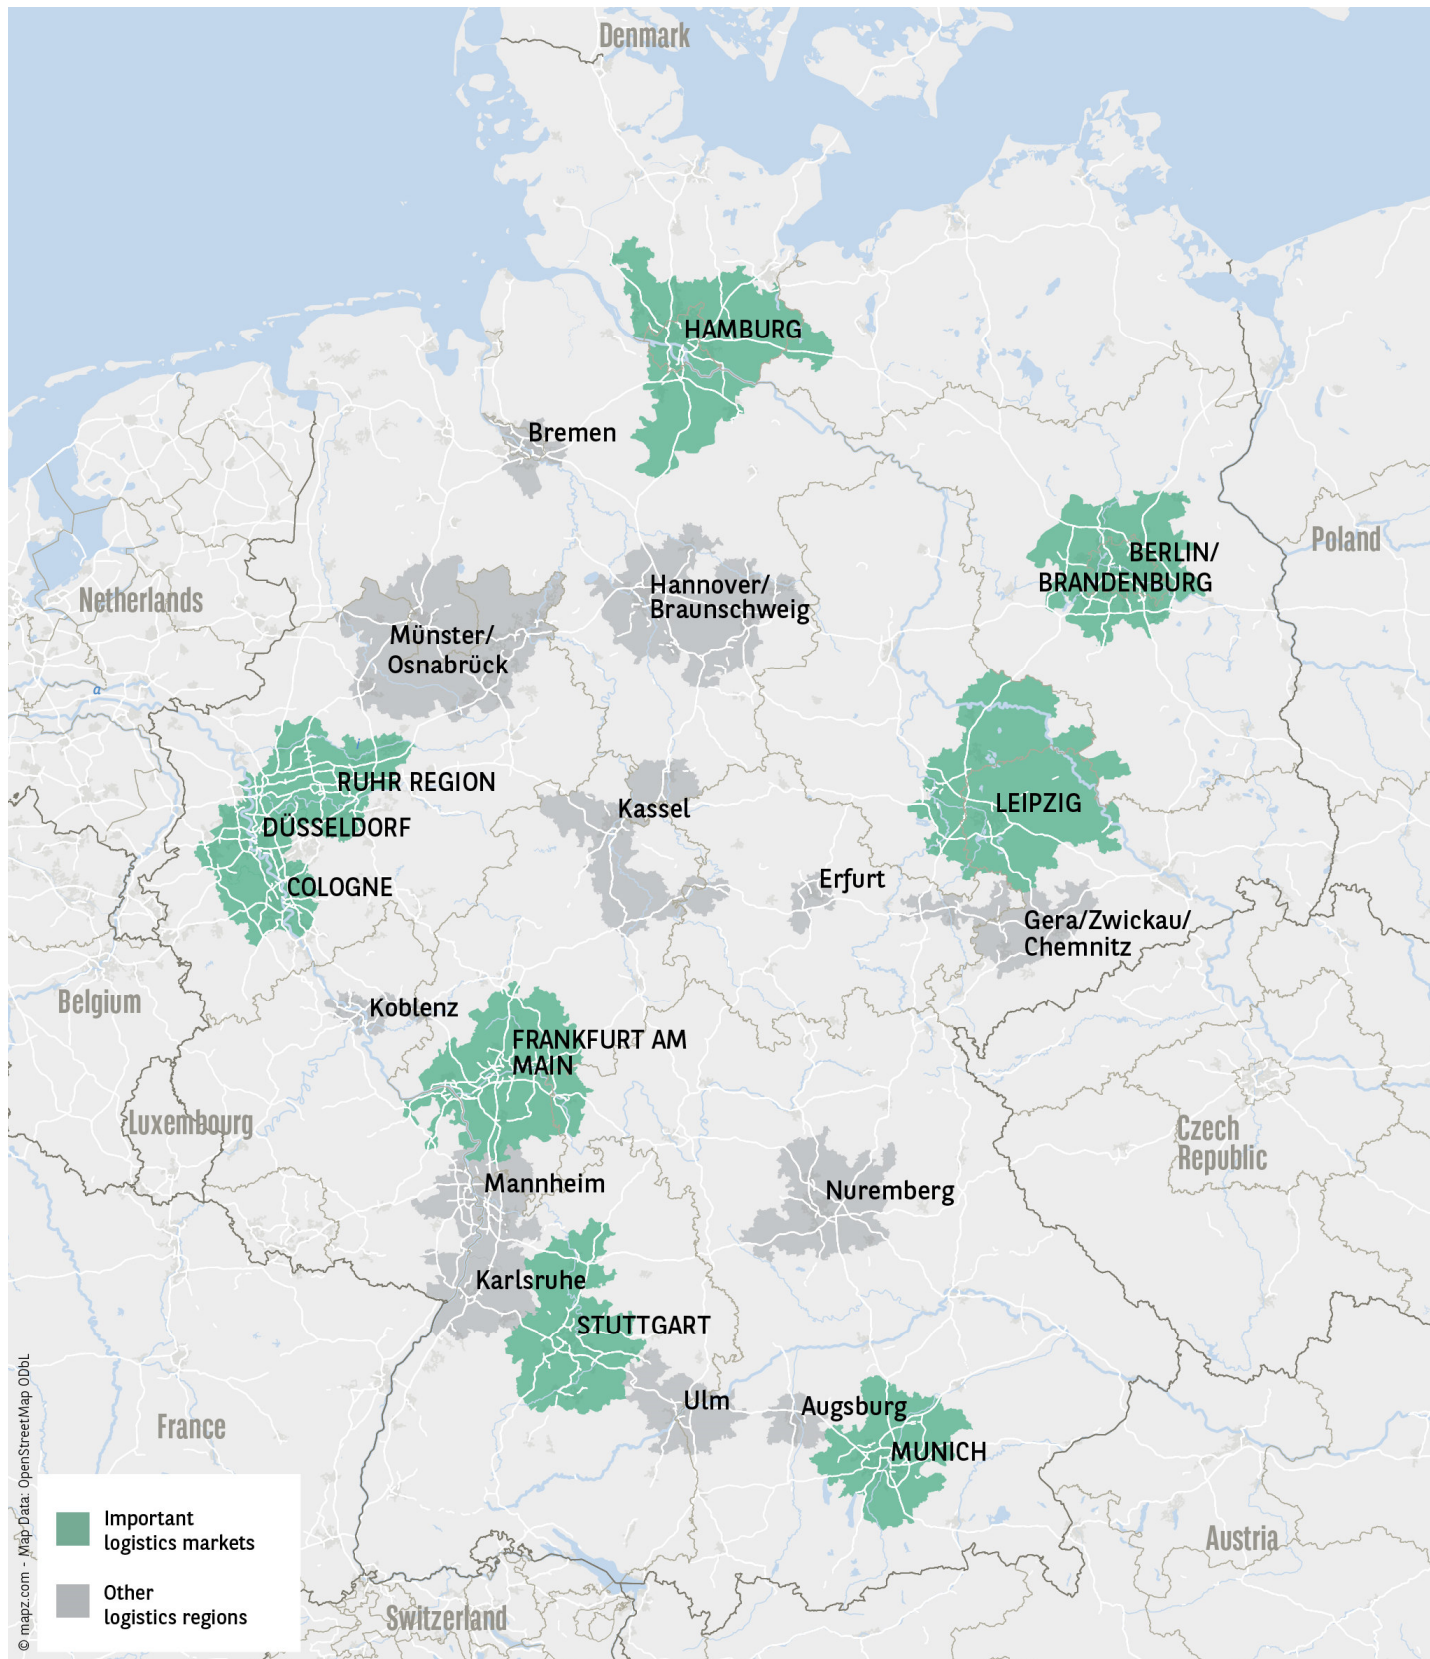 Denmark
HAMBURG
Bremen
Poland
BERLIN/
BRANDENBURG
Netherlands
Hannover/
Braunschweig
Münster/
Osnabrück
RUHR REGION
DÜSSELDORF
COLOGNE
LEIPZIG
Kassel
Erfurt
Gera/Zwickau/
Chemnitz
Belgium
Koblenz
FRANKFURT AM
MAIN
Luxembourg
Czech
Republic
Mannheim
Nuremberg
Karlsruhe
STUTTGART
Ulm
Augsburg
MUNICH
France
Austria
Switzerland
Important
logistics markets
Other
logistics regions
© mapz.com - Map Data: OpenStreetMap ODbL